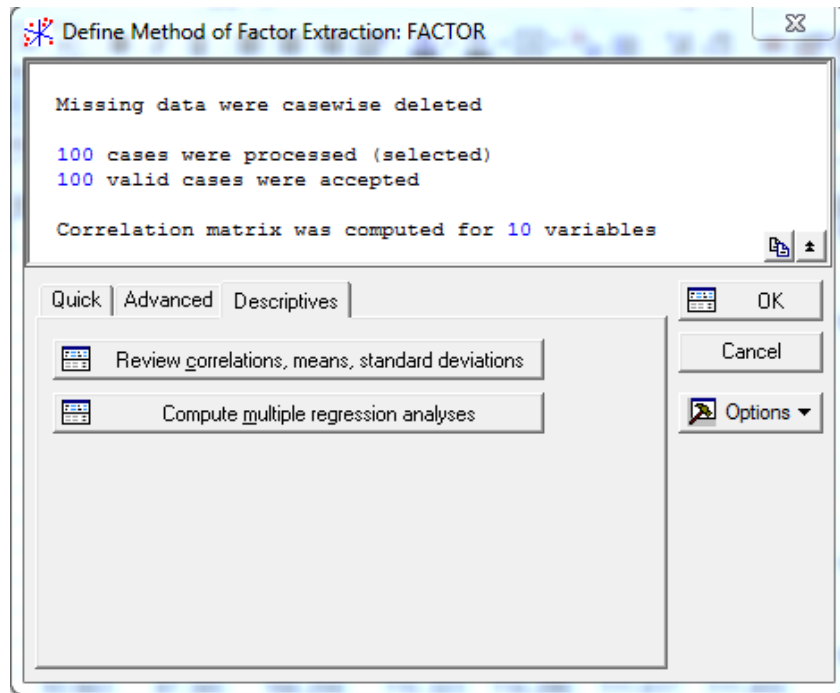 Define Method of Factor Extraction: FACTOR
Missing data were casewise deleted
100 cases were processed (selected)
100 valid cases were accepted
Correlation matrix was computed for 10 variables
Quick
Advanced
Descriptives
Review correlations, means, standard deviations
Compute multiple regression analyses
OK
Cancel
Options